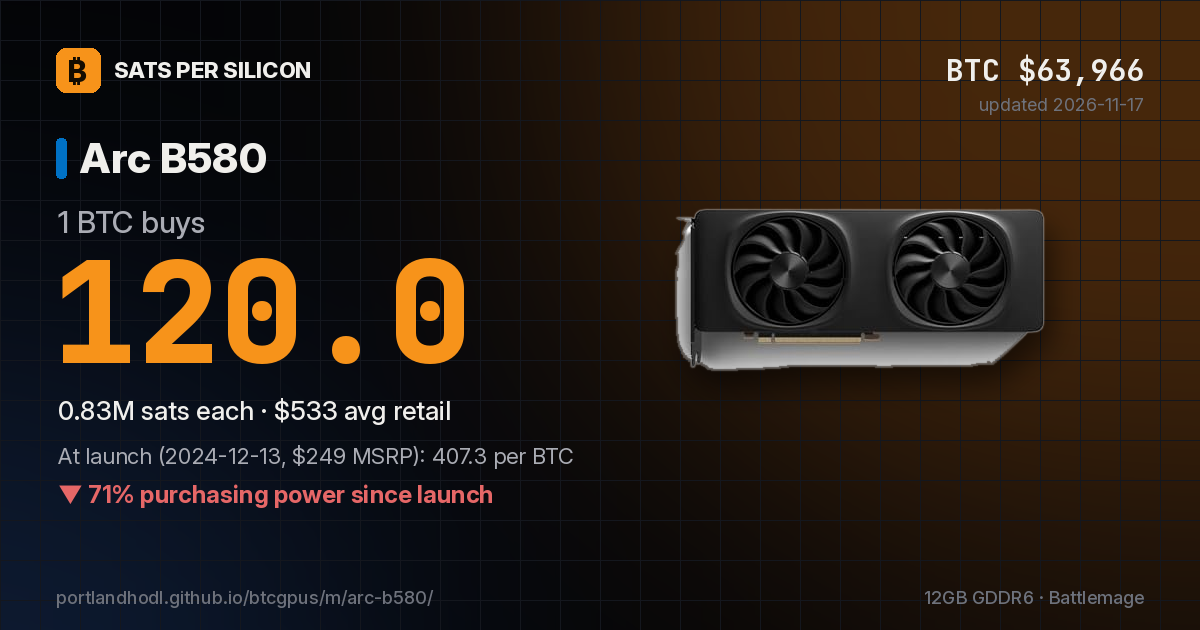 ₿ SATS PER SILICON
BTC $63,966
updated 2026-11-17
Arc B580
1 BTC buys
120.0
0.83M sats each · $533 avg retail
At launch (2024-12-13, $249 MSRP): 407.3 per BTC
▼ 71% purchasing power since launch
portlandhodl.github.io/btcgpus/m/arc-b580/
12GB GDDR6 · Battlemage